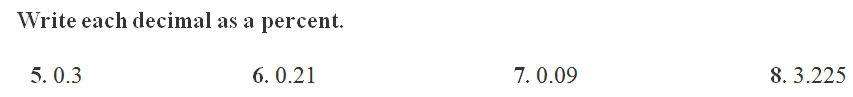 Write each decimal as a percent.
5. 0.3 6. 0.21 7. 0.09 8. 3.225